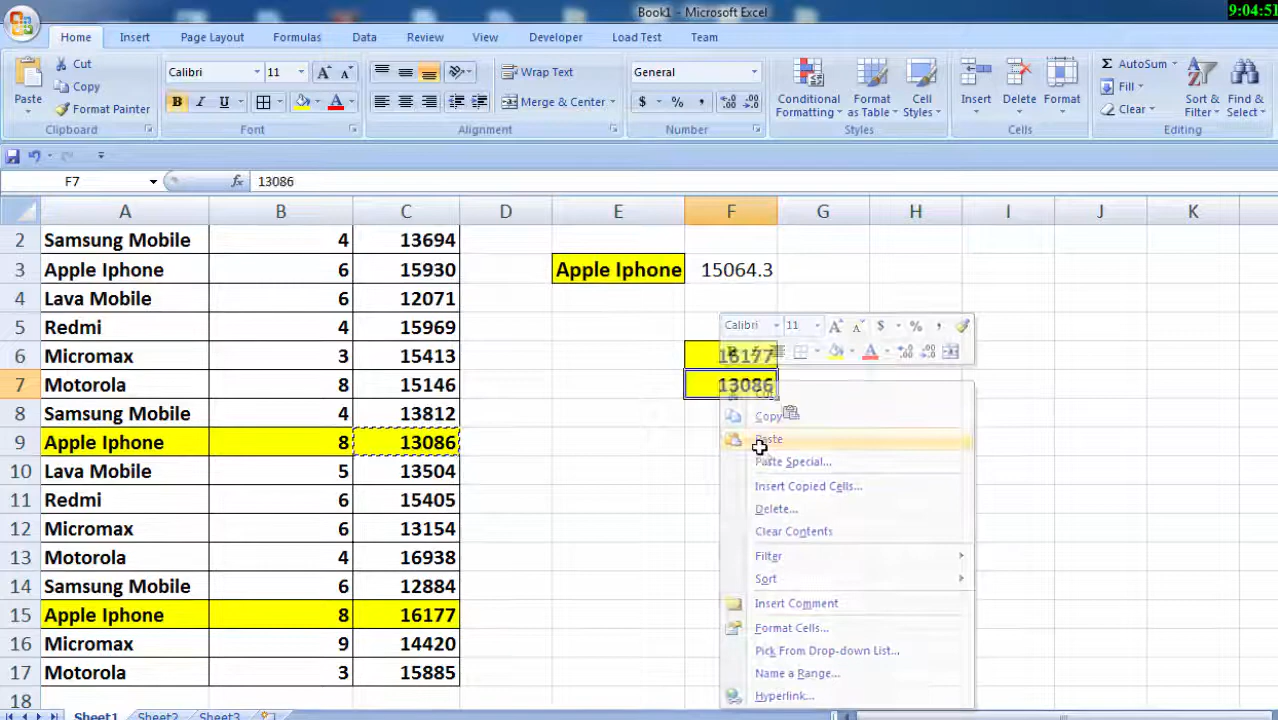 Book1 - Microsoft Excel
9:04:51
Home Insert Page Layout Formulas Data Review View Developer Load Test Team
Paste
Cut
Copy
Format Painter
Clipboard
Calibri 11
B I U
Font
Wrap Text
Merge & Center
Alignment
General
$ % ,
Number
Conditional Formatting
Format as Table
Cell Styles
Styles
Insert
Delete
Format
Cells
AutoSum
Fill
Clear
Sort & Filter
Find & Select
Editing
F7 fx 13086
A B C D E F G H I J K
2 Samsung Mobile 4 13694
3 Apple Iphone 6 15930 Apple Iphone 15064.3
4 Lava Mobile 6 12071
5 Redmi 4 15969
6 Micromax 3 15413 16177
7 Motorola 8 15146 13086
8 Samsung Mobile 8 13812
9 Apple Iphone 8 13086
10 Lava Mobile 5 13504
11 Redmi 6 15405
12 Micromax 6 13154
13 Motorola 4 16938
14 Samsung Mobile 6 12884
15 Apple Iphone 8 16177
16 Micromax 9 14420
17 Motorola 3 15885
18
Calibri 11 A A $ % ,
B A
Cut
Copy
Paste
Paste Special...
Insert Copied Cells...
Delete...
Clear Contents
Filter
Sort
Insert Comment
Format Cells...
Pick From Drop-down List...
Name a Range...
Hyperlink...
Sheet1 Sheet2 Sheet3